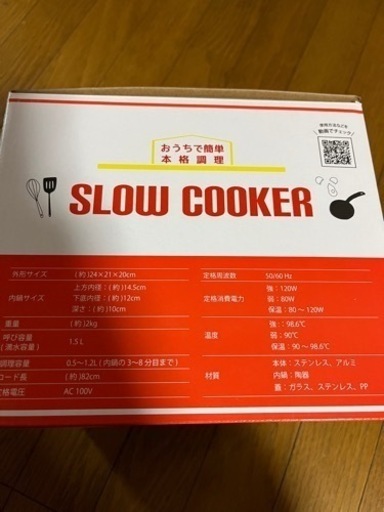 使用方法などを
動画でチェック
おうちで簡単
本格調理
SLOW COOKER
外形サイズ (約)24×21×20cm
内鍋サイズ 上方内径：(約)14.5cm
下底内径：(約)12cm
深さ：(約)10cm
重量 (約)2kg
呼び容量
(満水容量) 1.5 L
調理容量 0.5～1.2L (内鍋の3～8分目まで)
コード長 (約)82cm
定格電圧 AC 100V
定格周波数 50/60 Hz
定格消費電力 強：120W
弱：80W
保温：80 ～ 120W
温度 強：98.6℃
弱：90℃
保温：90 ～ 98.6℃
材質 本体：ステンレス、アルミ
内鍋：陶器
蓋：ガラス、ステンレス、PP